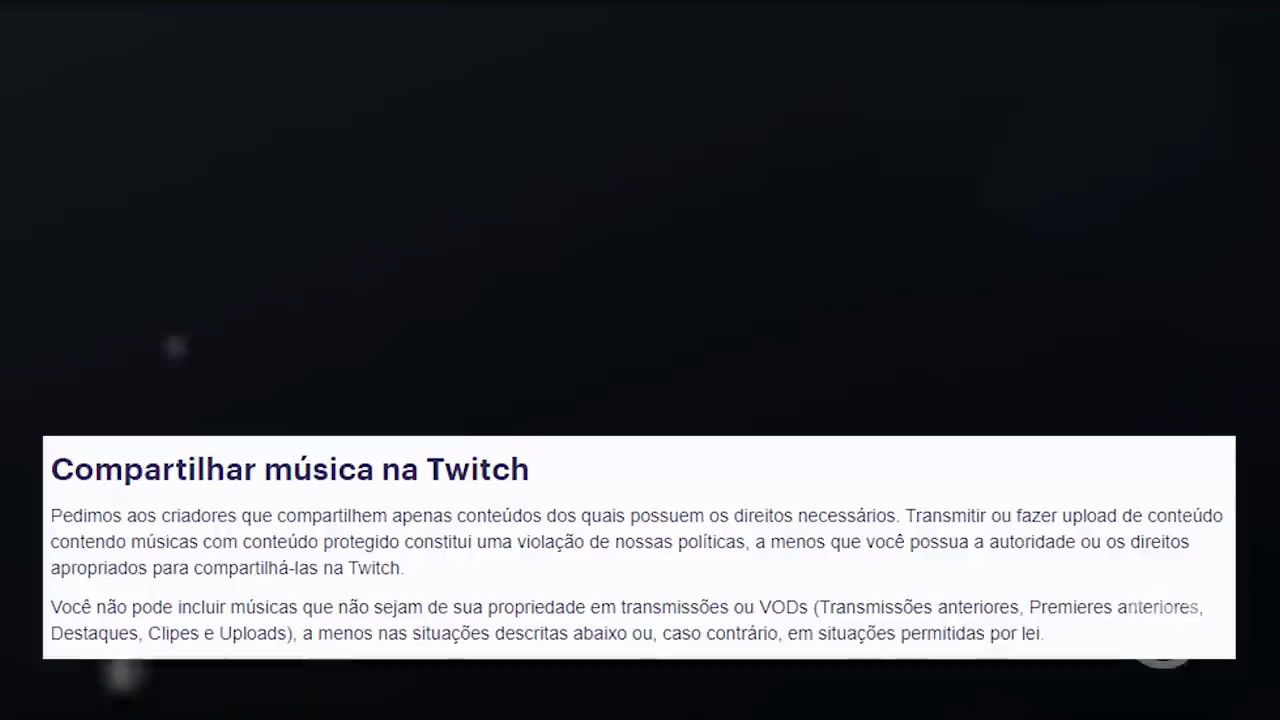 Compartilhar música na Twitch
Pedimos aos criadores que compartilhem apenas conteúdos dos quais possuem os direitos necessários. Transmitir ou fazer upload de conteúdo
contendo músicas com conteúdo protegido constitui uma violação de nossas políticas, a menos que você possua a autoridade ou os direitos
apropriados para compartilhá-las na Twitch.
Você não pode incluir músicas que não sejam de sua propriedade em transmissões ou VODs (Transmissões anteriores, Premieres anteriores,
Destaques, Clipes e Uploads), a menos nas situações descritas abaixo ou, caso contrário, em situações permitidas por lei.